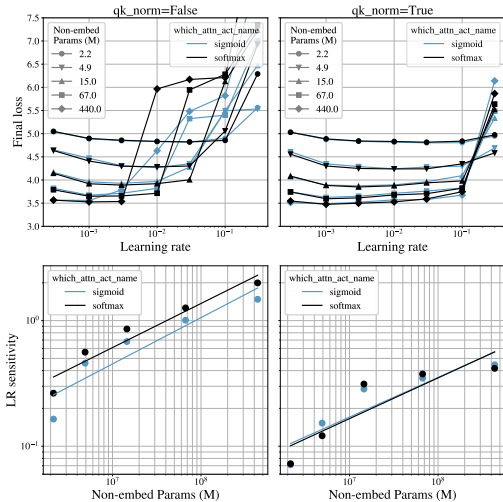 qk_norm=False
qk_norm=True
Non-embed
Params (M)
2.2
4.9
15.0
67.0
440.0
which_attn_act_name
sigmoid
softmax
Non-embed
Params (M)
2.2
4.9
15.0
67.0
440.0
which_attn_act_name
sigmoid
softmax
Final loss
7.5
7.0
6.5
6.0
5.5
5.0
4.5
4.0
3.5
3.0
10⁻³
10⁻²
10⁻¹
Learning rate
10⁻³
10⁻²
10⁻¹
Learning rate
which_attn_act_name
sigmoid
softmax
which_attn_act_name
sigmoid
softmax
LR sensitivity
10⁰
10⁻¹
10⁷
10⁸
Non-embed Params (M)
10⁷
10⁸
Non-embed Params (M)